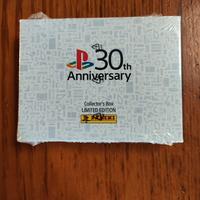 30th
Anniversary
Collector's Box
LIMITED EDITION
PANINI